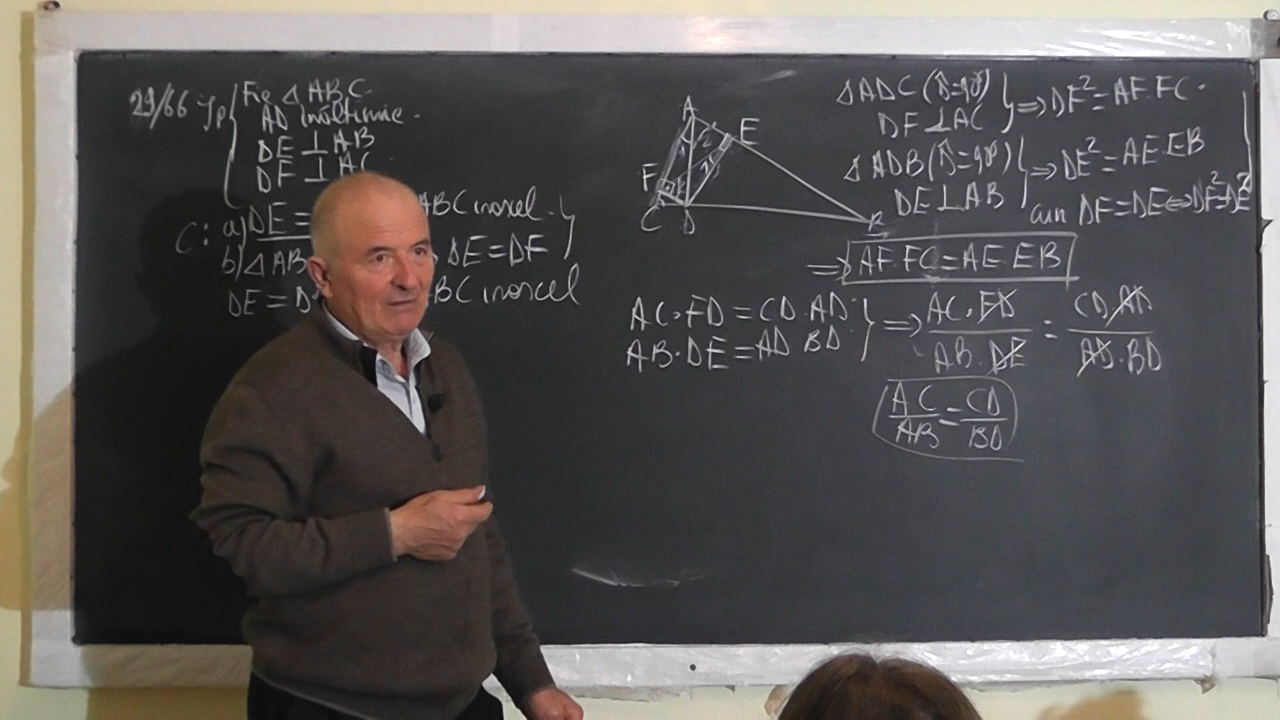 29/66 Ip { Fie △ABC
AD înălțime.
DE ⊥ AB
DF ⊥ AC
C: a) DE = ABC isoscel.
b) △AB DE = DF }
DE = D ABC isoscel
A
E
F
C D B
1 2
△ADC (D̂=90°)
DF ⊥ AC } ⇒ DF² = AF·FC.
△ADB (D̂=90°)
DE ⊥ AB } ⇒ DE² = AE·EB
cum DF=DE ⇔ DF²=DE²
⇒ AF·FC = AE·EB
AC·FD = CD·AD
AB·DE = AD·BD } ⇒ AC·FD / AB·DE = CD·AD / AD·BD
AC/AB = CD/BD